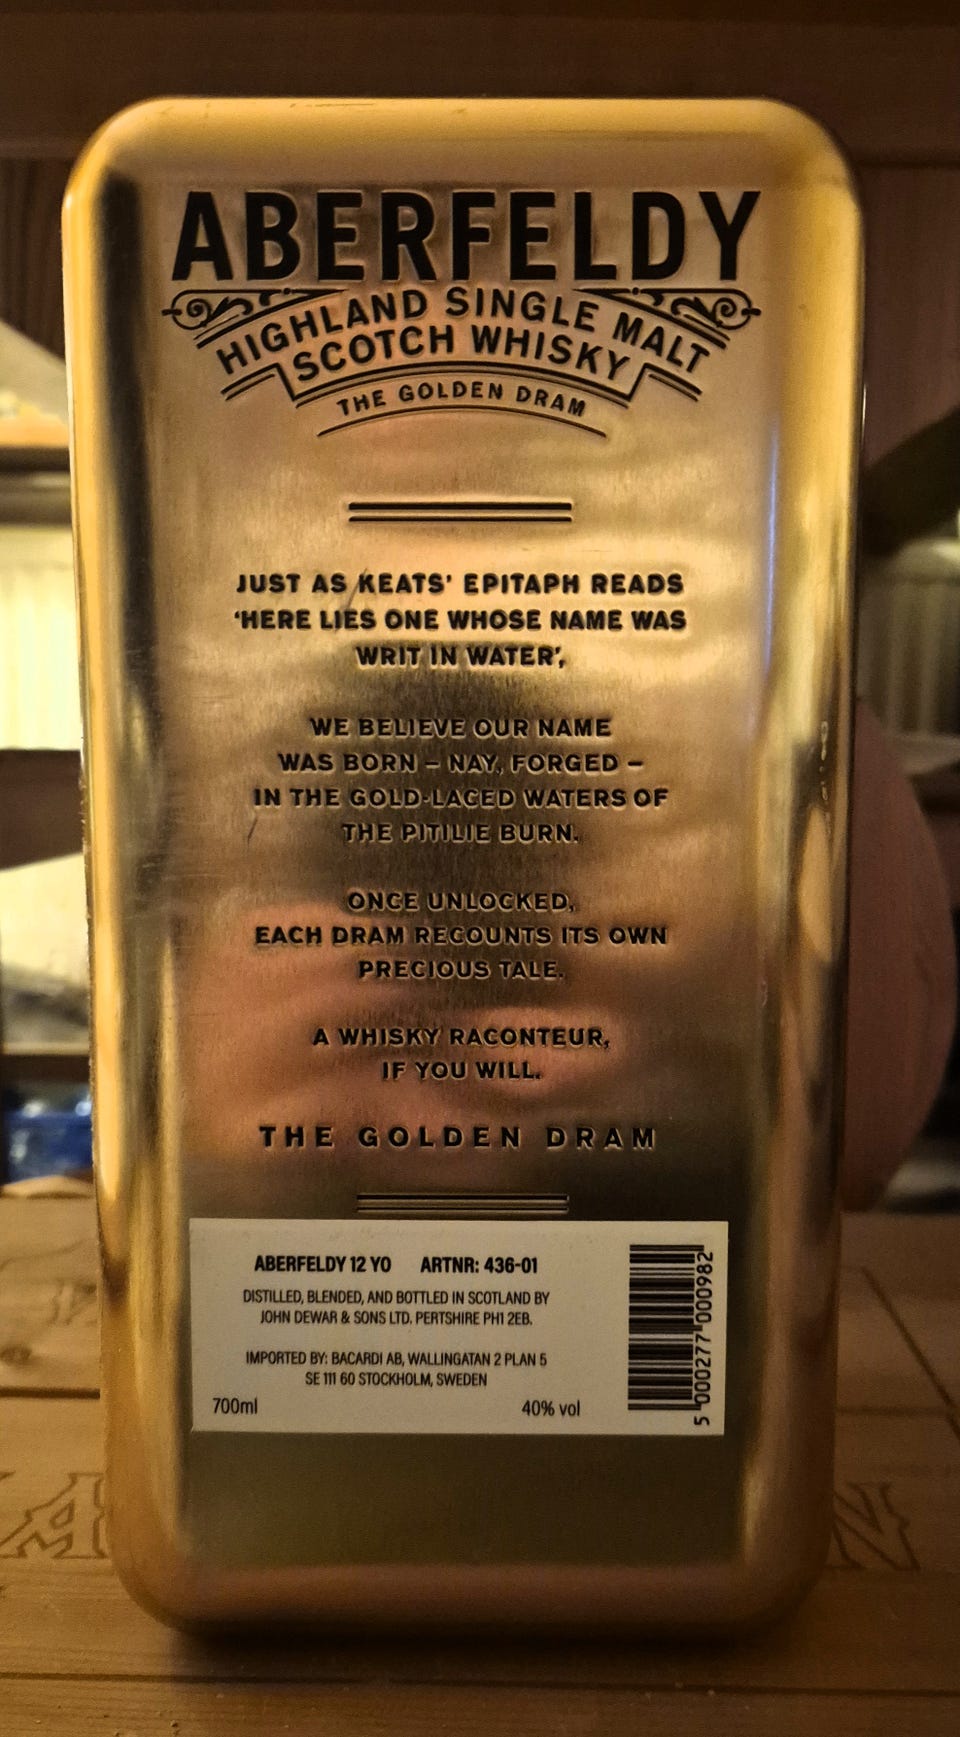 ABERFELDY
HIGHLAND SINGLE MALT
SCOTCH WHISKY
THE GOLDEN DRAM
JUST AS KEATS' EPITAPH READS
'HERE LIES ONE WHOSE NAME WAS
WRIT IN WATER',
WE BELIEVE OUR NAME
WAS BORN – NAY, FORGED –
IN THE GOLD-LACED WATERS OF
THE PITILIE BURN.
ONCE UNLOCKED,
EACH DRAM RECOUNTS ITS OWN
PRECIOUS TALE.
A WHISKY RACONTEUR,
IF YOU WILL.
THE GOLDEN DRAM
ABERFELDY 12 YO ARTNR: 436-01
DISTILLED, BLENDED, AND BOTTLED IN SCOTLAND BY
JOHN DEWAR & SONS LTD. PERTSHIRE PH1 2EB.
IMPORTED BY: BACARDI AB, WALLINGATAN 2 PLAN 5
SE 111 60 STOCKHOLM, SWEDEN
700ml 40% vol
5 000277 000982